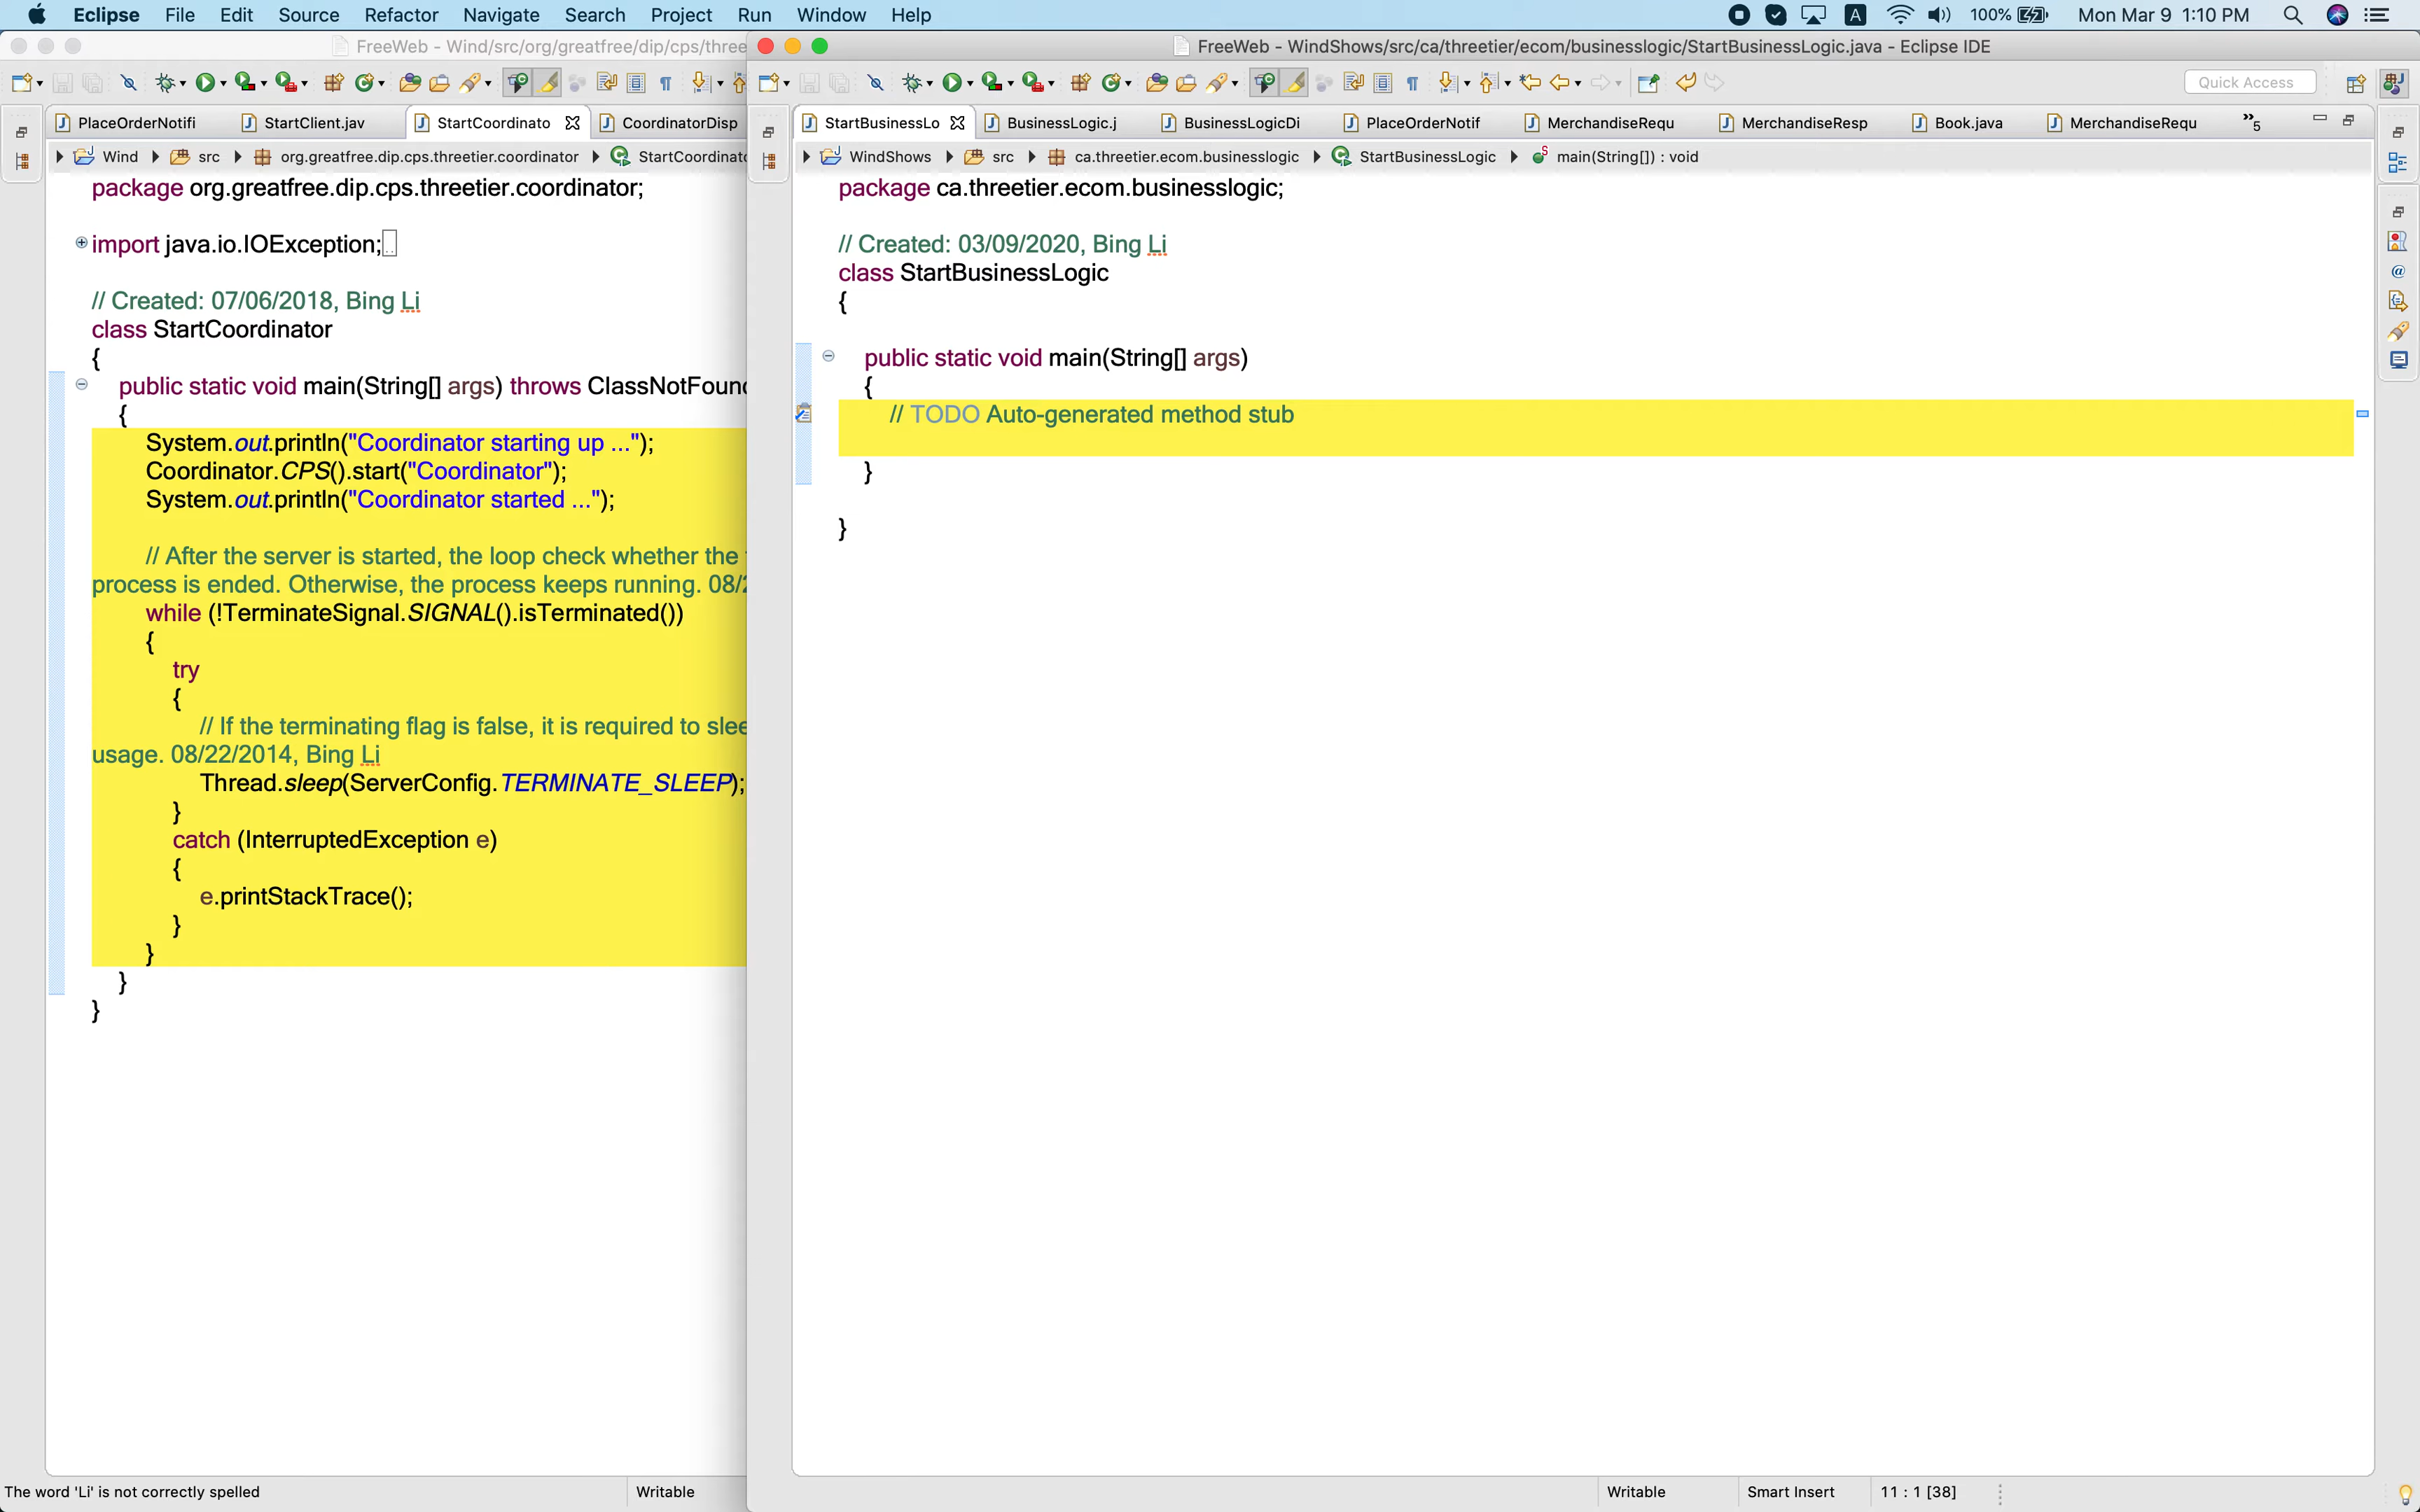 Eclipse File Edit Source Refactor Navigate Search Project Run Window Help
A 100% Mon Mar 9 1:10 PM
FreeWeb - Wind/src/org/greatfree/dip/cps/three
PlaceOrderNotifi StartClient.jav StartCoordinato CoordinatorDisp
Wind src org.greatfree.dip.cps.threetier.coordinator StartCoordinato
package org.greatfree.dip.cps.threetier.coordinator;
import java.io.IOException;
// Created: 07/06/2018, Bing Li
class StartCoordinator
{
public static void main(String[] args) throws ClassNotFound
{
System.out.println("Coordinator starting up ...");
Coordinator.CPS().start("Coordinator");
System.out.println("Coordinator started ...");
// After the server is started, the loop check whether the
process is ended. Otherwise, the process keeps running. 08/2
while (!TerminateSignal.SIGNAL().isTerminated())
{
try
{
// If the terminating flag is false, it is required to slee
usage. 08/22/2014, Bing Li
Thread.sleep(ServerConfig.TERMINATE_SLEEP);
}
catch (InterruptedException e)
{
e.printStackTrace();
}
}
}
}
The word 'Li' is not correctly spelled Writable
FreeWeb - WindShows/src/ca/threetier/ecom/businesslogic/StartBusinessLogic.java - Eclipse IDE
Quick Access
StartBusinessLo BusinessLogic.j BusinessLogicDi PlaceOrderNotif MerchandiseRequ MerchandiseResp Book.java MerchandiseRequ »5
WindShows src ca.threetier.ecom.businesslogic StartBusinessLogic main(String[]) : void
package ca.threetier.ecom.businesslogic;
// Created: 03/09/2020, Bing Li
class StartBusinessLogic
{
public static void main(String[] args)
{
// TODO Auto-generated method stub
}
}
Writable Smart Insert 11 : 1 [38]